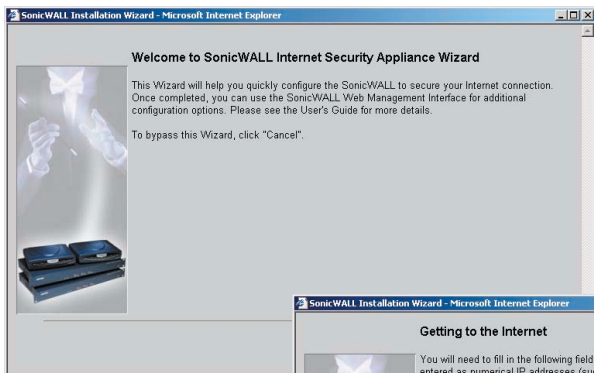 SonicWALL Installation Wizard - Microsoft Internet Explorer
Welcome to SonicWALL Internet Security Appliance Wizard
This Wizard will help you quickly configure the SonicWALL to secure your Internet connection.
Once completed, you can use the SonicWALL Web Management Interface for additional
configuration options. Please see the User's Guide for more details.
To bypass this Wizard, click "Cancel".
SonicWALL Installation Wizard - Microsoft Internet Explorer
Getting to the Internet
You will need to fill in the following field
entered as numerical IP addresses (suc